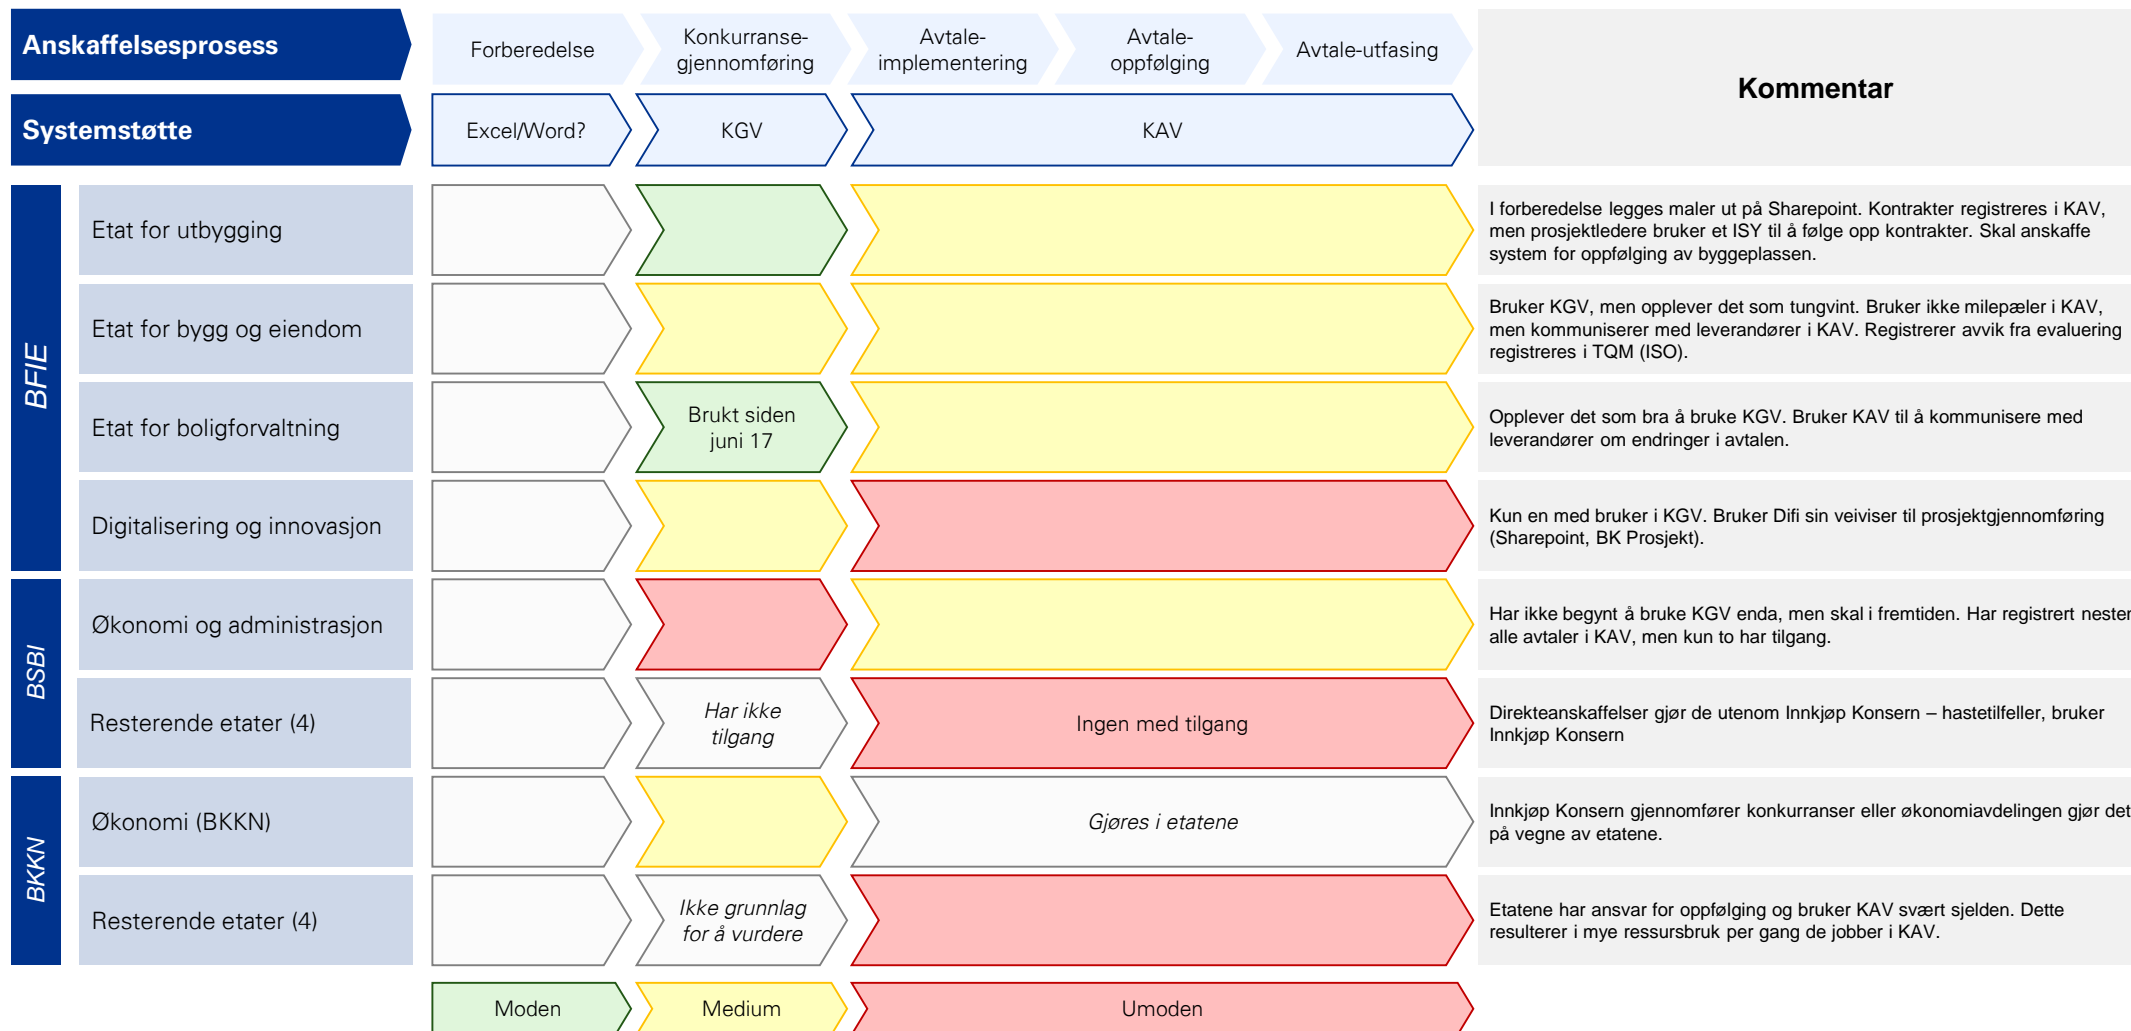 Anskaffelsesprosess
Forberedelse
Konkurranse-
gjennomføring
Avtale-
implementering
Avtale-
oppfølging
Avtale-utfasing
Kommentar
Systemstøtte
Excel/Word?
KGV
KAV
BFIE
Etat for utbygging
I forberedelse legges maler ut på Sharepoint. Kontrakter registreres i KAV,
men prosjektledere bruker et ISY til å følge opp kontrakter. Skal anskaffe
system for oppfølging av byggeplassen.
Etat for bygg og eiendom
Bruker KGV, men opplever det som tungvint. Bruker ikke milepæler i KAV,
men kommuniserer med leverandører i KAV. Registrerer avvik fra evaluering
registreres i TQM (ISO).
Etat for boligforvaltning
Brukt siden
juni 17
Opplever det som bra å bruke KGV. Bruker KAV til å kommunisere med
leverandører om endringer i avtalen.
Digitalisering og innovasjon
Kun en med bruker i KGV. Bruker Difi sin veiviser til prosjektgjennomføring
(Sharepoint, BK Prosjekt).
BSBI
Økonomi og administrasjon
Har ikke begynt å bruke KGV enda, men skal i fremtiden. Har registrert nesten
alle avtaler i KAV, men kun to har tilgang.
Resterende etater (4)
Har ikke
tilgang
Ingen med tilgang
Direkteanskaffelser gjør de utenom Innkjøp Konsern – hastetilfeller, bruker
Innkjøp Konsern
BKKN
Økonomi (BKKN)
Gjøres i etatene
Innkjøp Konsern gjennomfører konkurranser eller økonomiavdelingen gjør det
på vegne av etatene.
Resterende etater (4)
Ikke grunnlag
for å vurdere
Etatene har ansvar for oppfølging og bruker KAV svært sjelden. Dette
resulterer i mye ressursbruk per gang de jobber i KAV.
Moden
Medium
Umoden